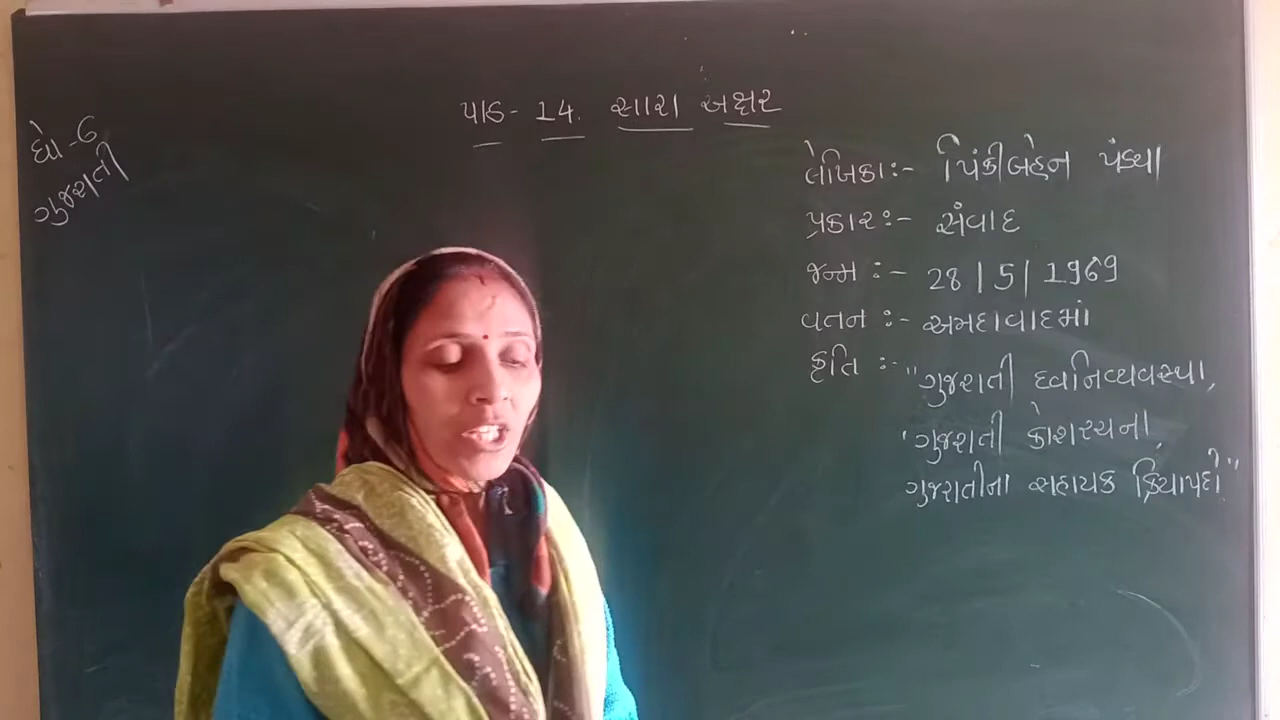 ધો-6
ગુજરાતી
પાઠ- 14. સારા અક્ષર
લેખિકા:- પિંકીબહેન પંડ્યા
પ્રકાર:- સંવાદ
જન્મ :- 28 | 5 | 1969
વતન :- અમદાવાદમાં
કૃતિ :- "ગુજરાતી ધ્વનિવ્યવસ્થા,
'ગુજરાતી કોશરચના,
ગુજરાતીના સહાયક ક્રિયાપદો"